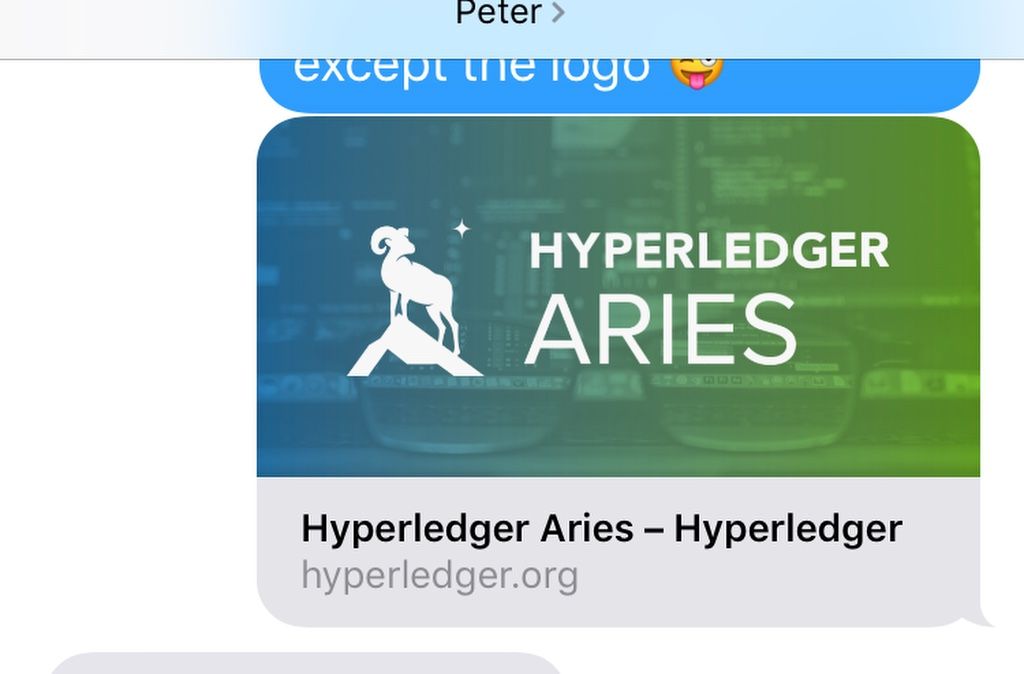 Peter
except the logo 😜
HYPERLEDGER
ARIES
Hyperledger Aries – Hyperledger
hyperledger.org